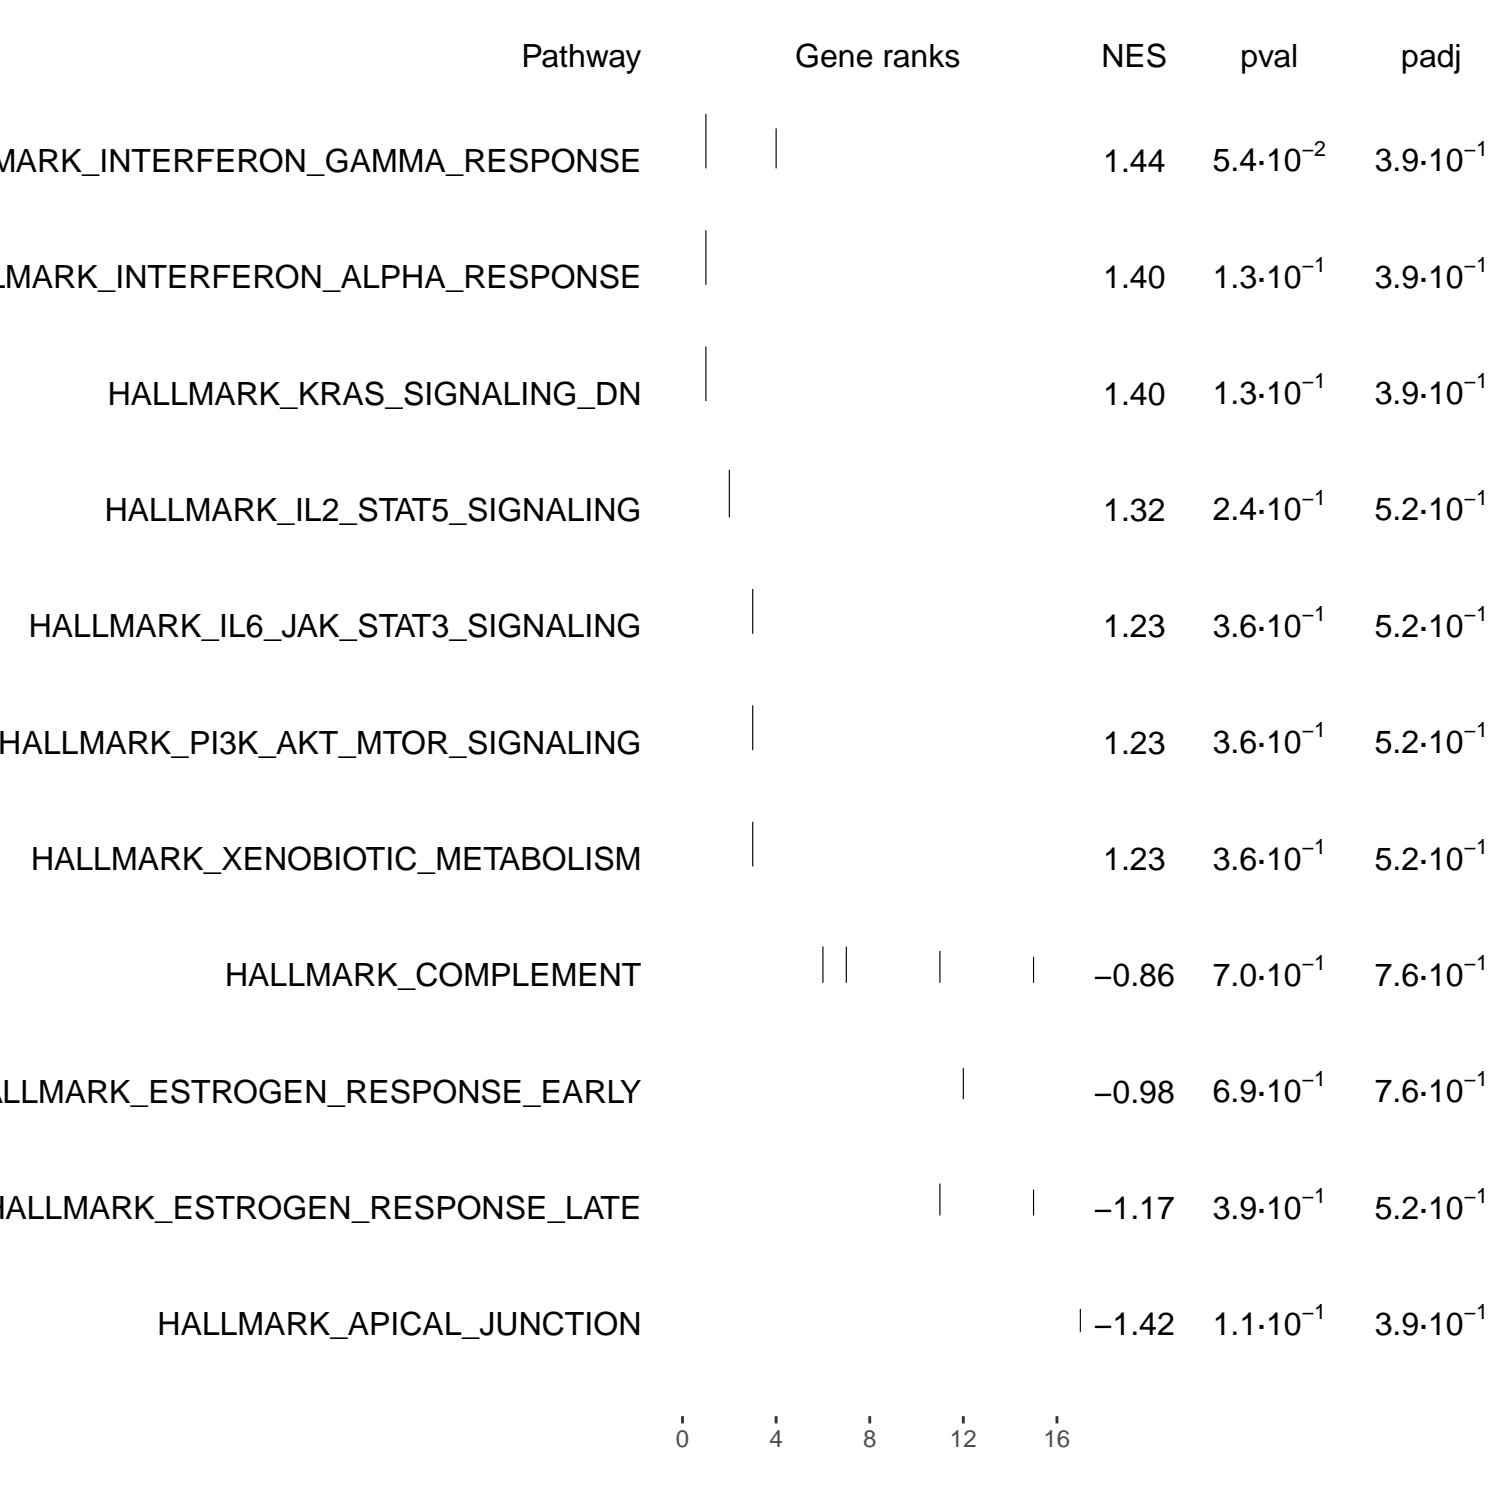 Pathway Gene ranks NES pval padj
MARK_INTERFERON_GAMMA_RESPONSE 1.44 5.4·10⁻² 3.9·10⁻¹
LMARK_INTERFERON_ALPHA_RESPONSE 1.40 1.3·10⁻¹ 3.9·10⁻¹
HALLMARK_KRAS_SIGNALING_DN 1.40 1.3·10⁻¹ 3.9·10⁻¹
HALLMARK_IL2_STAT5_SIGNALING 1.32 2.4·10⁻¹ 5.2·10⁻¹
HALLMARK_IL6_JAK_STAT3_SIGNALING 1.23 3.6·10⁻¹ 5.2·10⁻¹
HALLMARK_PI3K_AKT_MTOR_SIGNALING 1.23 3.6·10⁻¹ 5.2·10⁻¹
HALLMARK_XENOBIOTIC_METABOLISM 1.23 3.6·10⁻¹ 5.2·10⁻¹
HALLMARK_COMPLEMENT −0.86 7.0·10⁻¹ 7.6·10⁻¹
ALLMARK_ESTROGEN_RESPONSE_EARLY −0.98 6.9·10⁻¹ 7.6·10⁻¹
HALLMARK_ESTROGEN_RESPONSE_LATE −1.17 3.9·10⁻¹ 5.2·10⁻¹
HALLMARK_APICAL_JUNCTION −1.42 1.1·10⁻¹ 3.9·10⁻¹
0 4 8 12 16